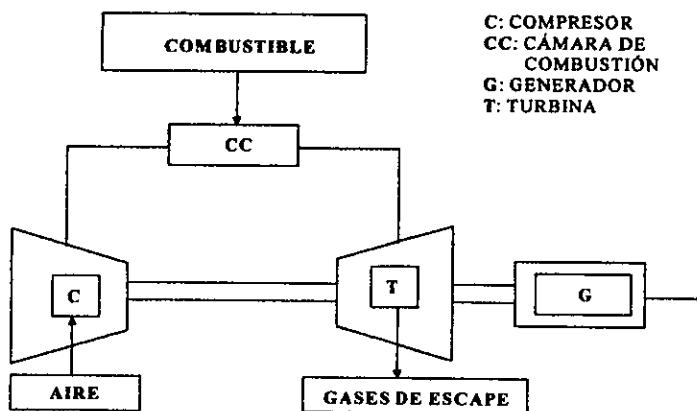 COMBUSTIBLE
C: COMPRESOR
CC: CÁMARA DE
COMBUSTIÓN
G: GENERADOR
T: TURBINA
CC
C
T
G
AIRE
GASES DE ESCAPE